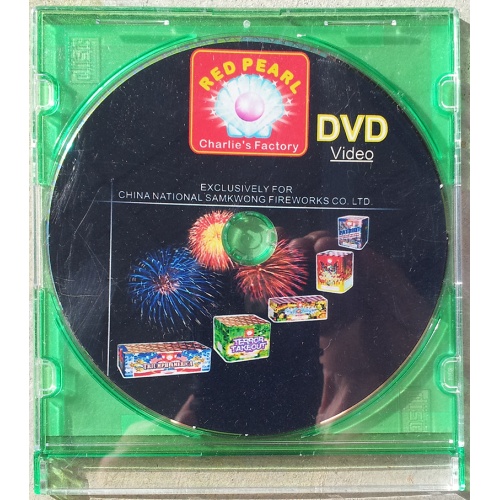 RED PEARL
Charlie's Factory
DVD
Video
EXCLUSIVELY FOR
CHINA NATIONAL SAMKWONG FIREWORKS CO. LTD.
TERROR
TAKEOUT